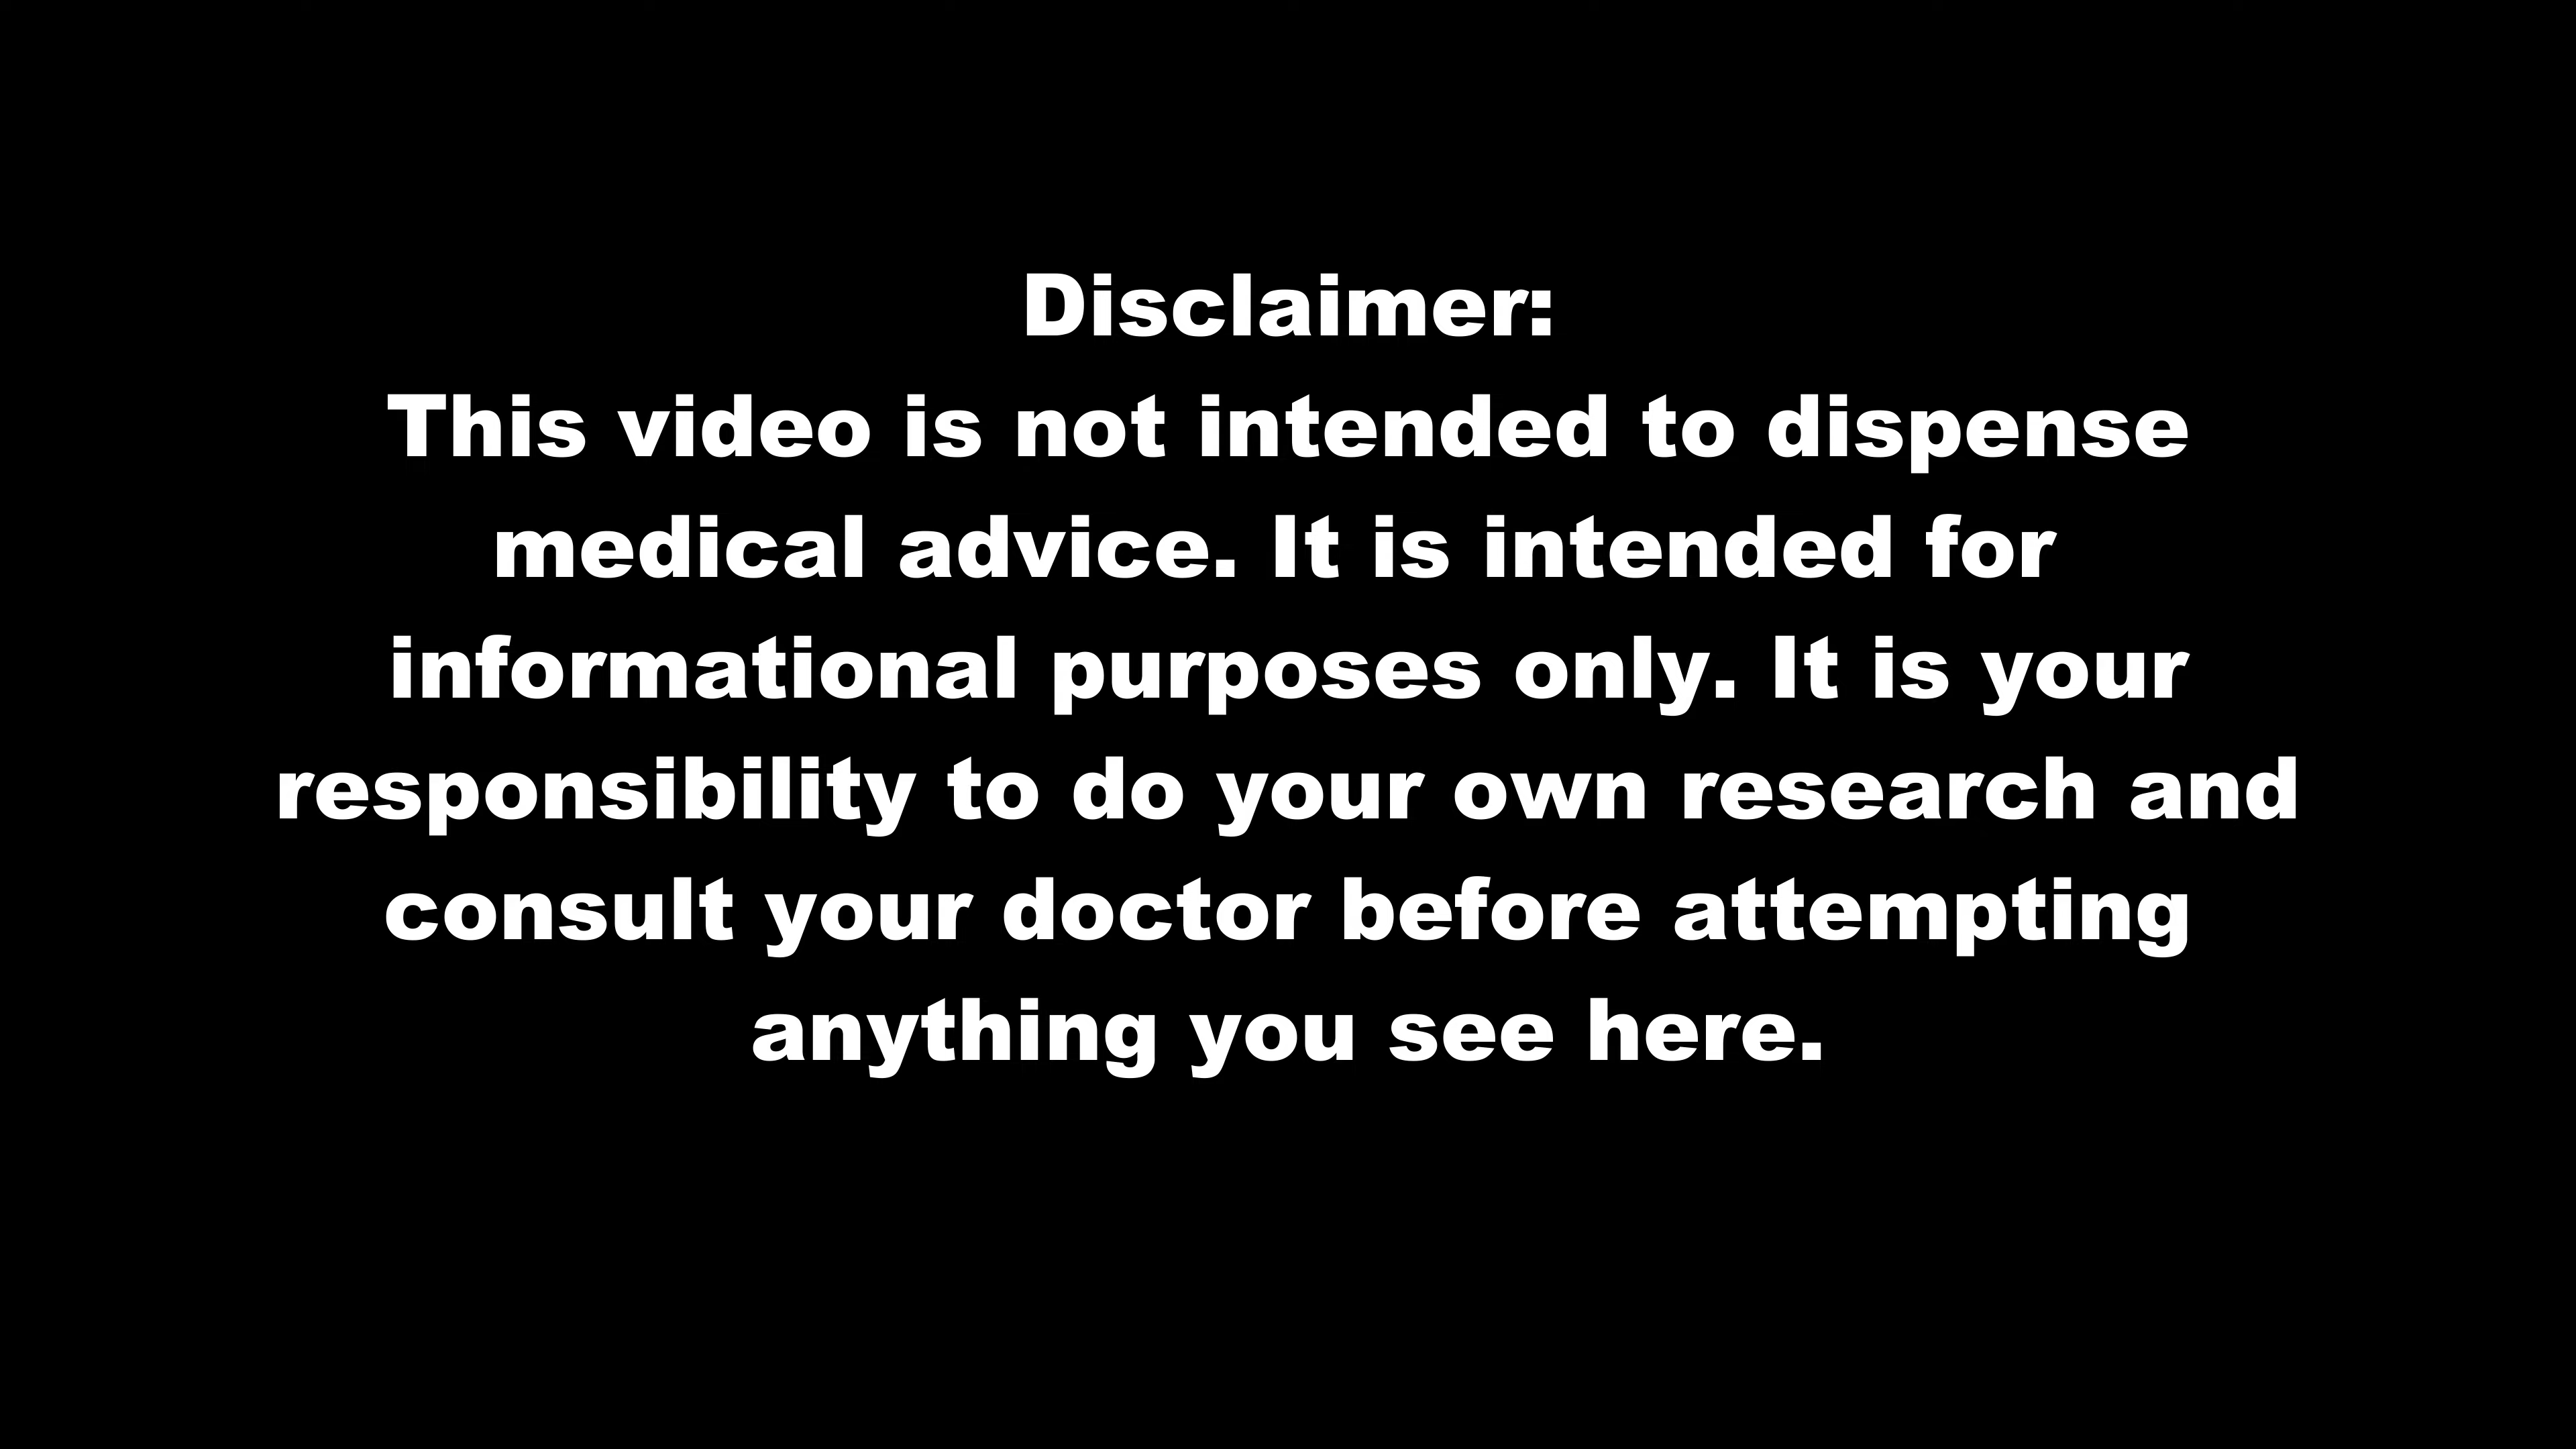 Disclaimer:
This video is not intended to dispense
medical advice. It is intended for
informational purposes only. It is your
responsibility to do your own research and
consult your doctor before attempting
anything you see here.